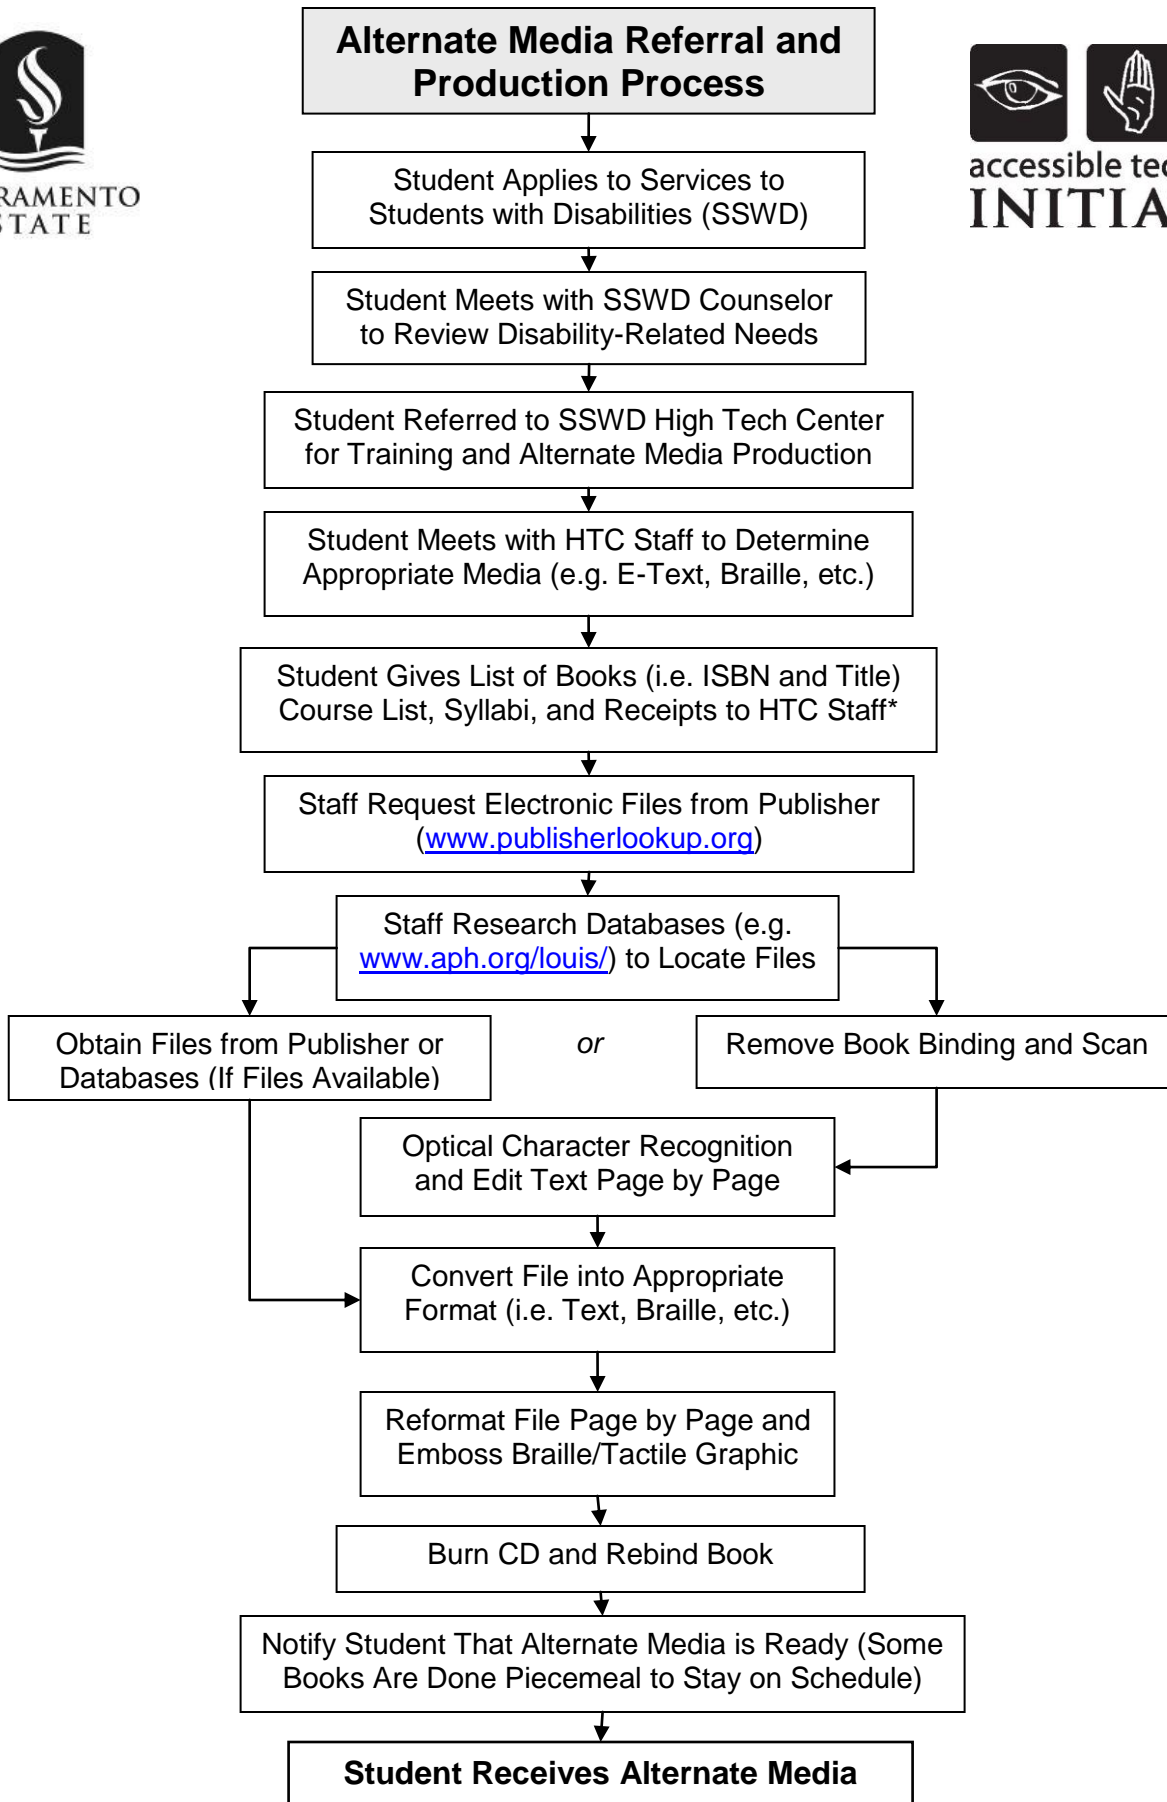 Alternate Media Referral and
Production Process
STATE
accessible
INITIA
Student Applies to Services to
Students with Disabilities (SSWD)
Student Meets with SSWD Counselor
to Review Disability-Related Needs
Student Referred to SSWD High Tech Center
for Training and Alternate Media Production
Student Meets with HTC Staff to Determine
Appropriate Media (e.g. E-Text, Braille, etc.)
Student Gives List of Books (i.e. ISBN and Title)
Course List, Syllabi, and Receipts to HTC Staff*
Staff Request Electronic Files from Publisher
(www.publisherlookup.org)
Staff Research Databases (e.g.
www.aph.org/louis/) to Locate Files
Obtain Files from Publisher or
Databases (If Files Available)
or
Remove Book Binding and Scan
Optical Character Recognition
and Edit Text Page by Page
Convert File into Appropriate
Format (i.e. Text, Braille, etc.)
Reformat File Page by Page and
Emboss Braille/Tactile Graphic
Burn CD and Rebind Book
Notify Student That Alternate Media is Ready (Some
Books Are Done Piecemeal to Stay on Schedule)
Student Receives Alternate Media